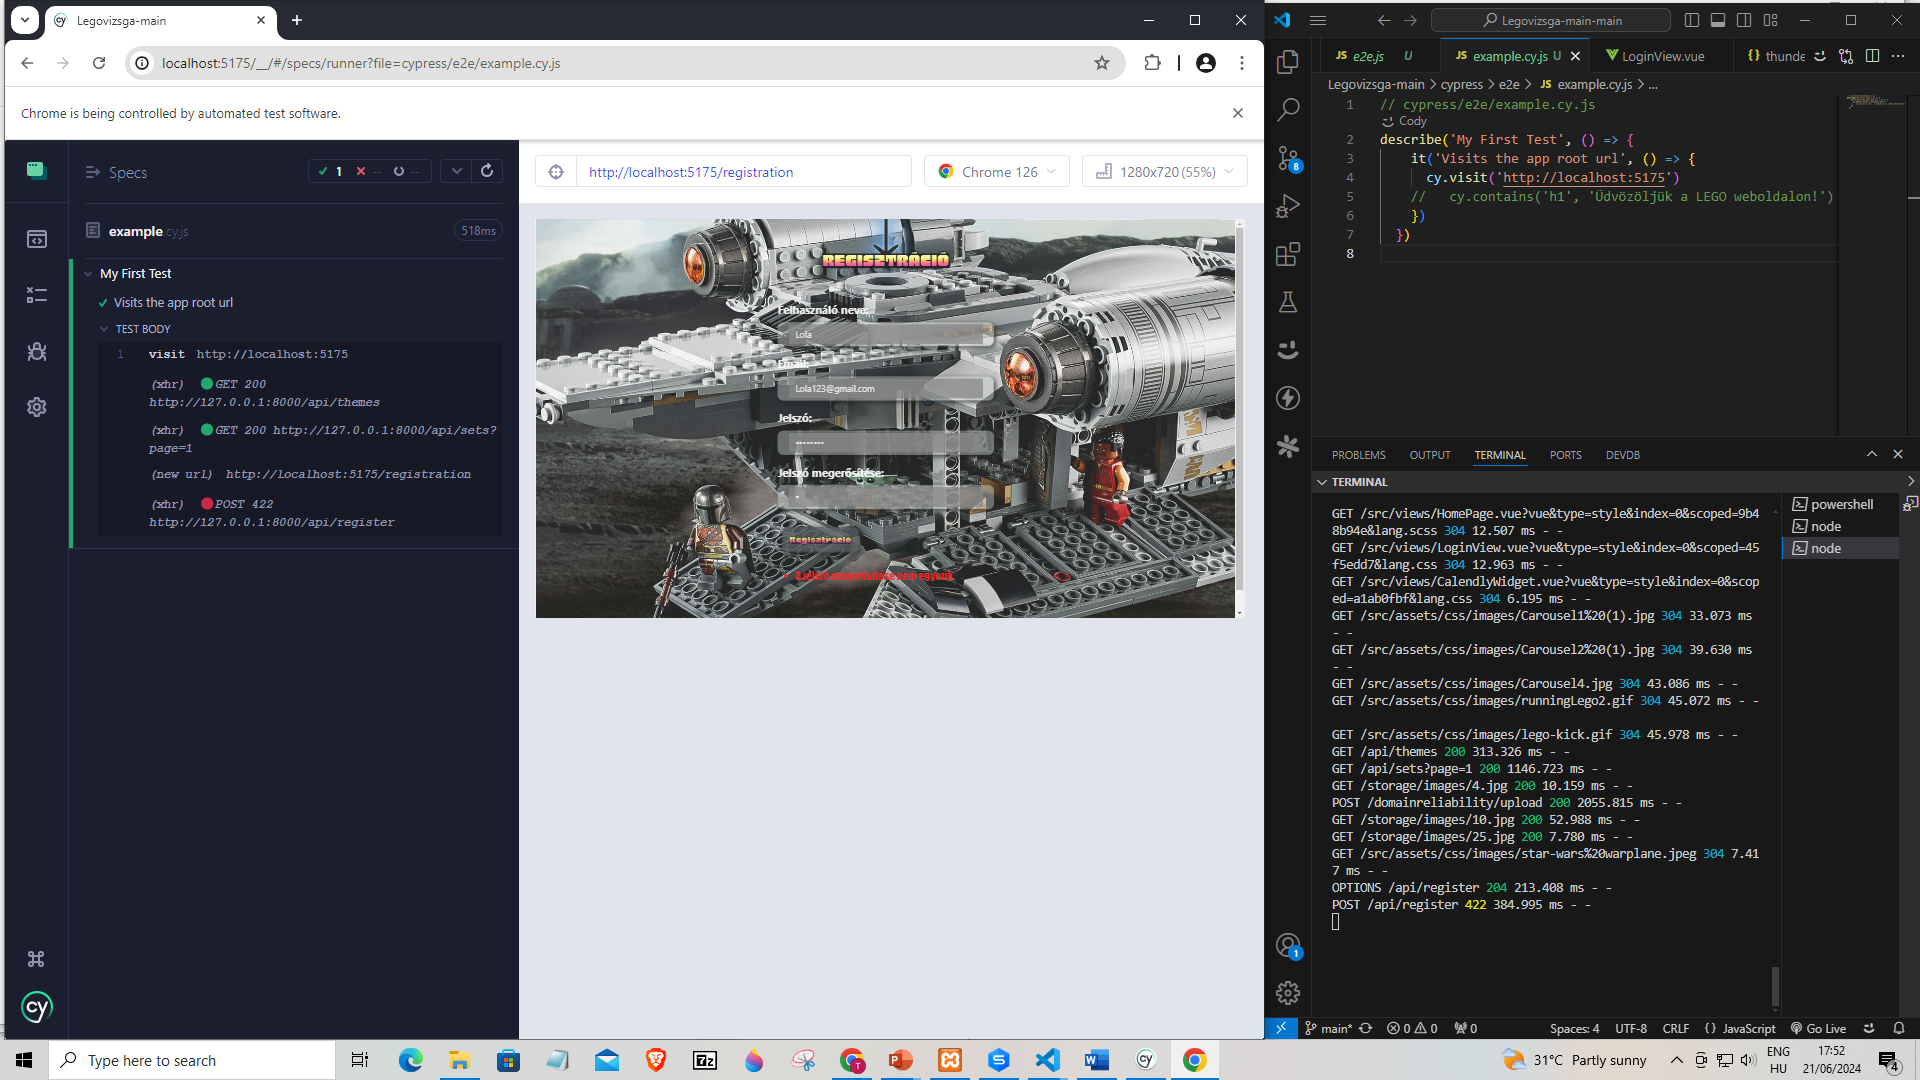 Legovizsga-main
localhost:5175/__/#/specs/runner?file=cypress/e2e/example.cy.js
Chrome is being controlled by automated test software.
Specs
1
--
--
example.cy.js
518ms
My First Test
Visits the app root url
TEST BODY
1 visit http://localhost:5175
(xhr) GET 200
http://127.0.0.1:8000/api/themes
(xhr) GET 200 http://127.0.0.1:8000/api/sets?
page=1
(new url) http://localhost:5175/registration
(xhr) POST 422
http://127.0.0.1:8000/api/register
cy
http://localhost:5175/registration
Chrome 126
1280x720 (55%)
REGISZTRÁCIÓ
Felhasználó neve:
Lola
Email:
Lola123@gmail.com
Jelszó:
Jelszó megerősítése:
Regisztráció
Legovizsga-main-main
e2e.js U
example.cy.js U
LoginView.vue
thunde
Legovizsga-main > cypress > e2e > JS example.cy.js > ...
1 // cypress/e2e/example.cy.js
Cody
2 describe('My First Test', () => {
3 it('Visits the app root url', () => {
4 cy.visit('http://localhost:5175')
5 // cy.contains('h1', 'Üdvözöljük a LEGO weboldalon!')
6 })
7 })
8
PROBLEMS OUTPUT TERMINAL PORTS DEVDB
TERMINAL
powershell
node
node
GET /src/views/HomePage.vue?vue&type=style&index=0&scoped=9b4
8b94e&lang.scss 304 12.507 ms - -
GET /src/views/LoginView.vue?vue&type=style&index=0&scoped=45
f5edd7&lang.css 304 12.963 ms - -
GET /src/views/CalendlyWidget.vue?vue&type=style&index=0&scop
ed=a1ab0fbf&lang.css 304 6.195 ms - -
GET /src/assets/css/images/Carousel1%20(1).jpg 304 33.073 ms
- -
GET /src/assets/css/images/Carousel2%20(1).jpg 304 39.630 ms
- -
GET /src/assets/css/images/Carousel4.jpg 304 43.086 ms - -
GET /src/assets/css/images/runningLego2.gif 304 45.072 ms - -
GET /src/assets/css/images/lego-kick.gif 304 45.978 ms - -
GET /api/themes 200 313.326 ms - -
GET /api/sets?page=1 200 1146.723 ms - -
GET /storage/images/4.jpg 200 10.159 ms - -
POST /domainreliability/upload 200 2055.815 ms - -
GET /storage/images/10.jpg 200 52.988 ms - -
GET /storage/images/25.jpg 200 7.780 ms - -
GET /src/assets/css/images/star-wars%20warplane.jpeg 304 7.41
7 ms - -
OPTIONS /api/register 204 213.408 ms - -
POST /api/register 422 384.995 ms - -
8
1
main* 0 0 0 Spaces: 4 UTF-8 CRLF {} JavaScript Go Live
Type here to search
31°C Partly sunny
ENG
HU
17:52
21/06/2024
4